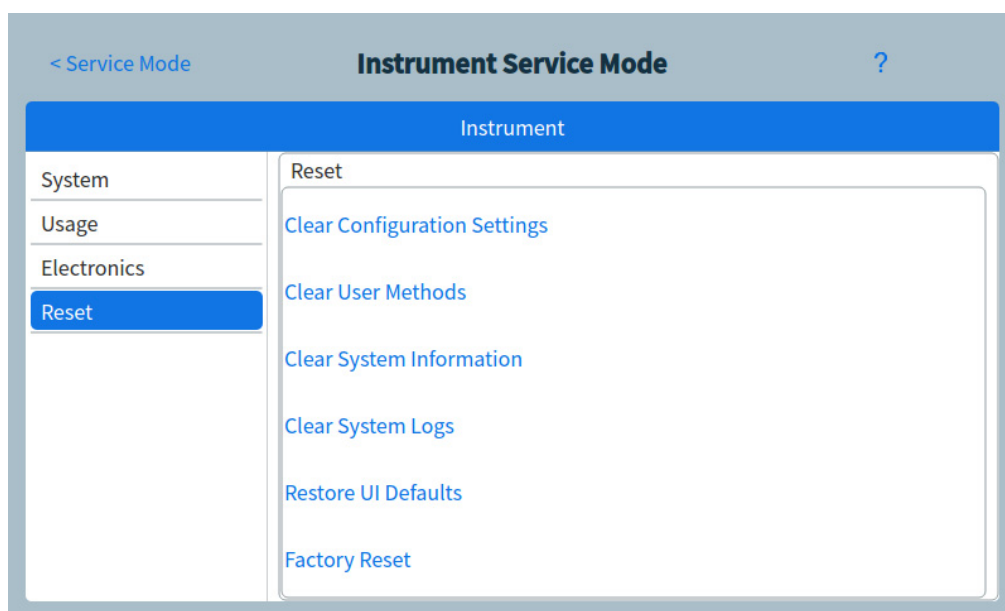 < Service Mode
Instrument Service Mode
?
Instrument
System
Usage
Electronics
Reset
Reset
Clear Configuration Settings
Clear User Methods
Clear System Information
Clear System Logs
Restore UI Defaults
Factory Reset